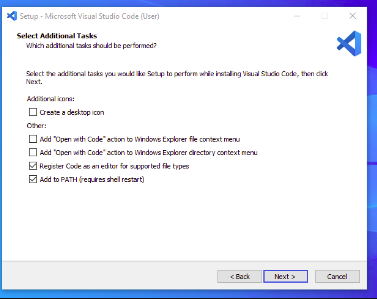 Setup - Microsoft Visual Studio Code (User)
Select Additional Tasks
Which additional tasks should be performed?
Select the additional tasks you would like Setup to perform while installing Visual Studio Code, then click
Next.
Additional icons:
Create a desktop icon
Other:
Add "Open with Code" action to Windows Explorer file context menu
Add "Open with Code" action to Windows Explorer directory context menu
Register Code as an editor for supported file types
Add to PATH (requires shell restart)
< Back
Next >
Cancel